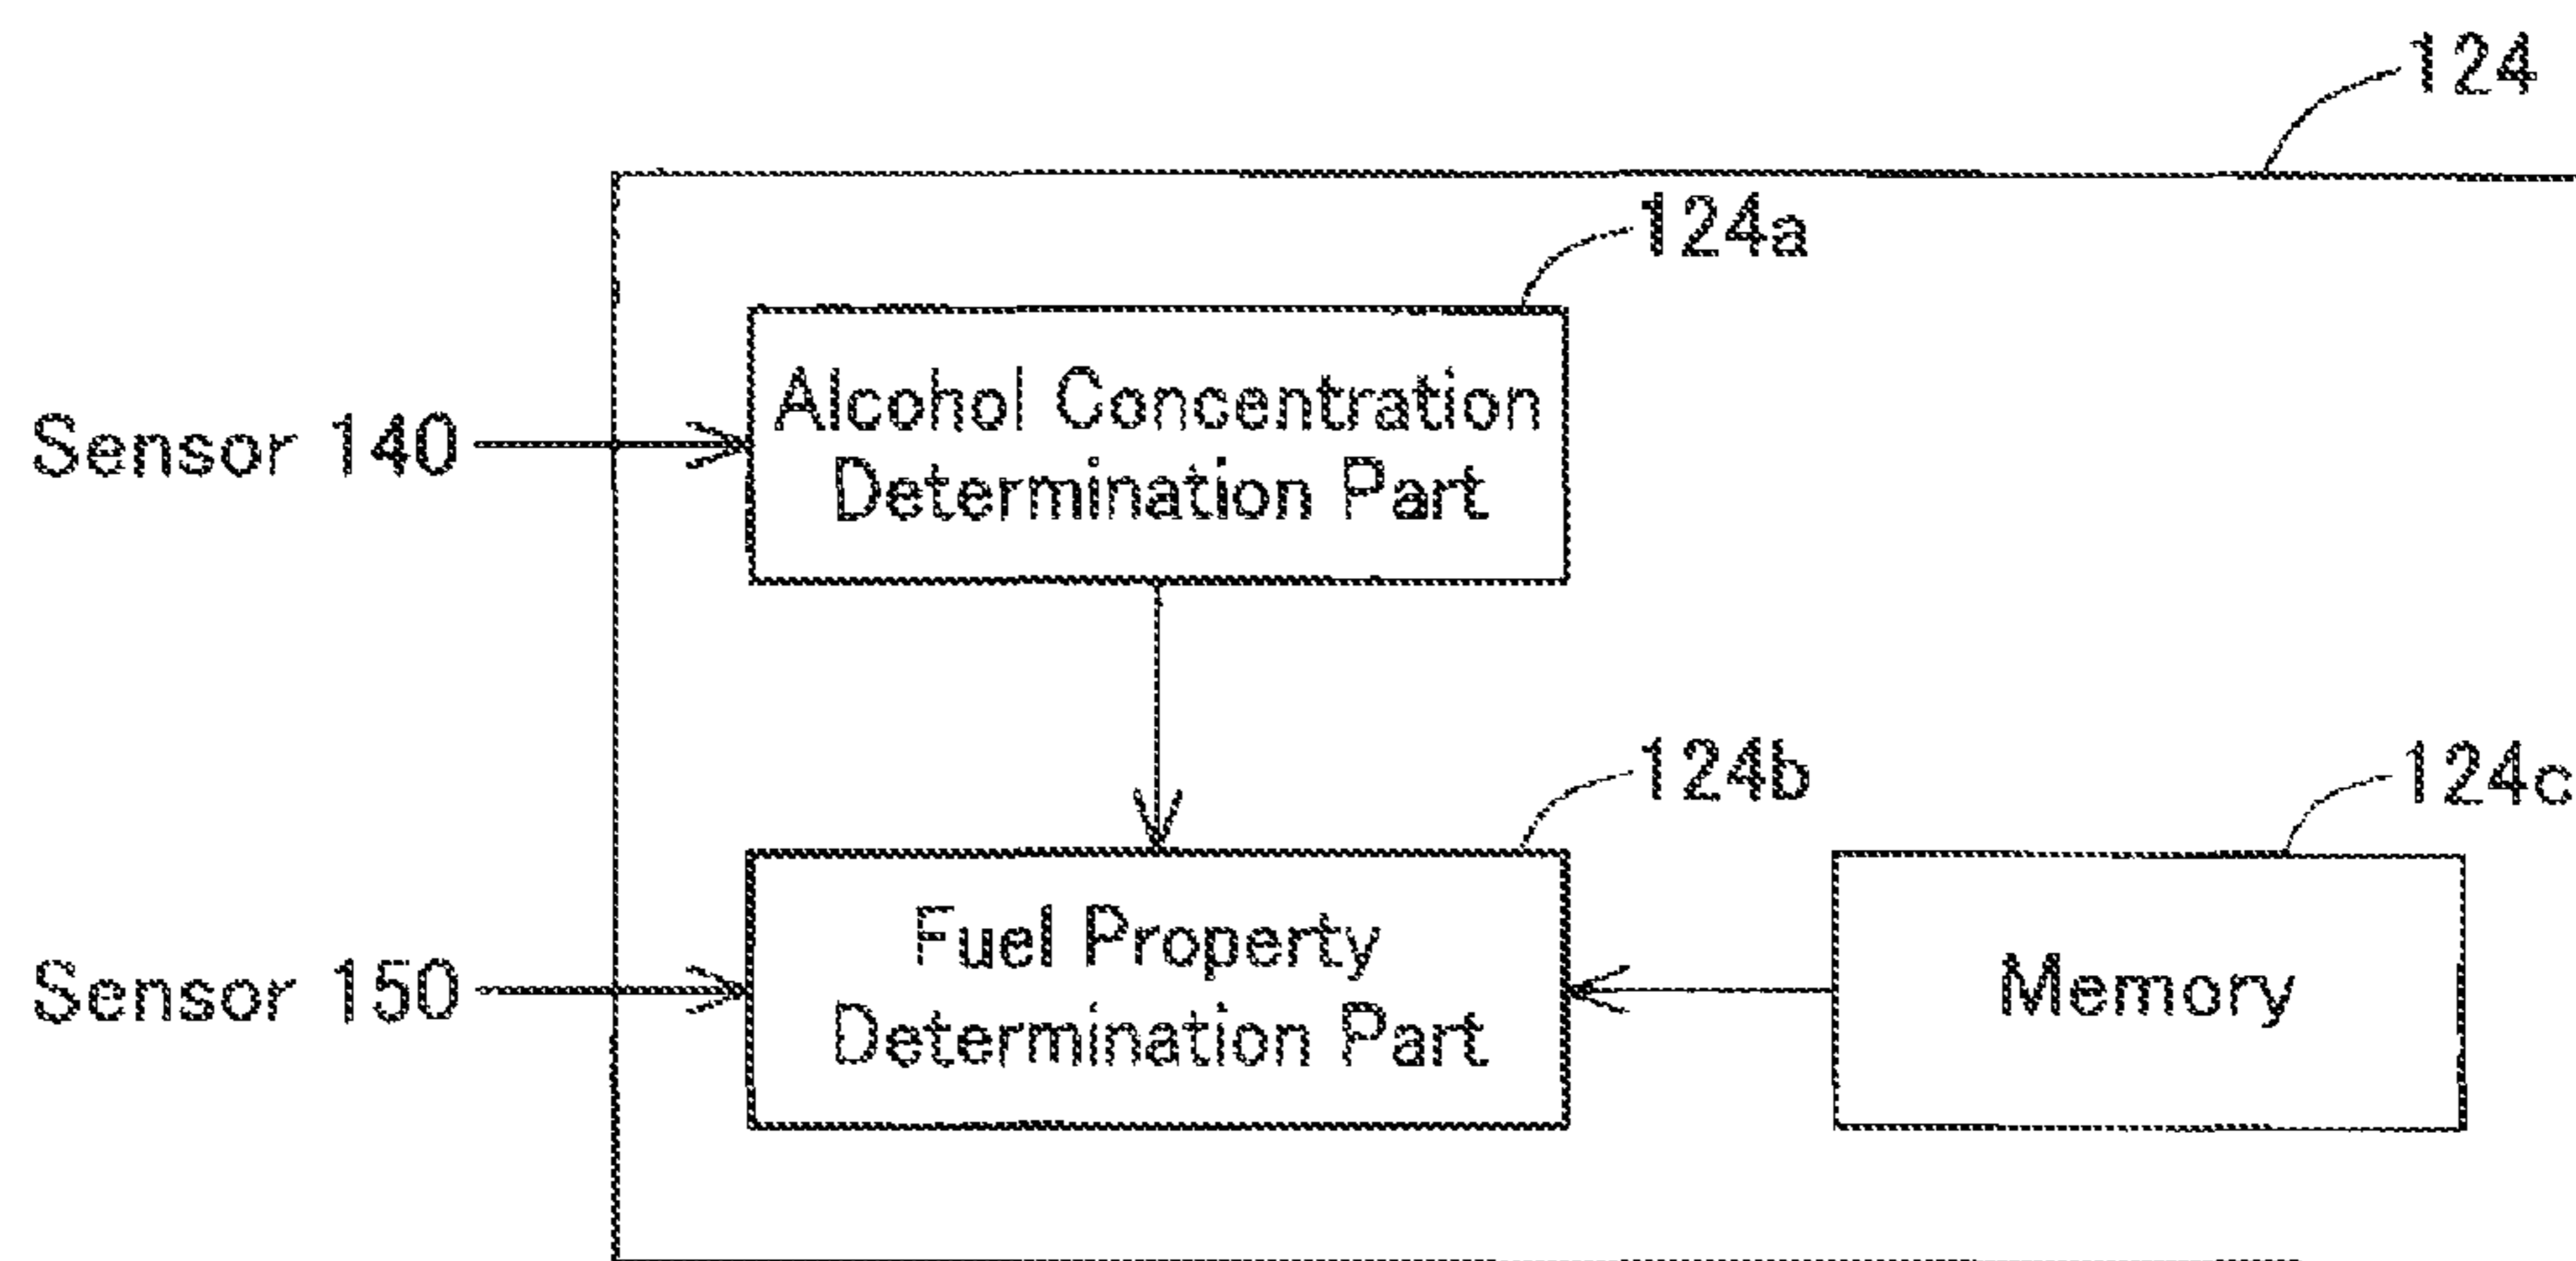 124
124a
Alcohol Concentration
Determination Part
Sensor 140
124b
124c
Fuel Property
Determination Part
Memory
Sensor 150